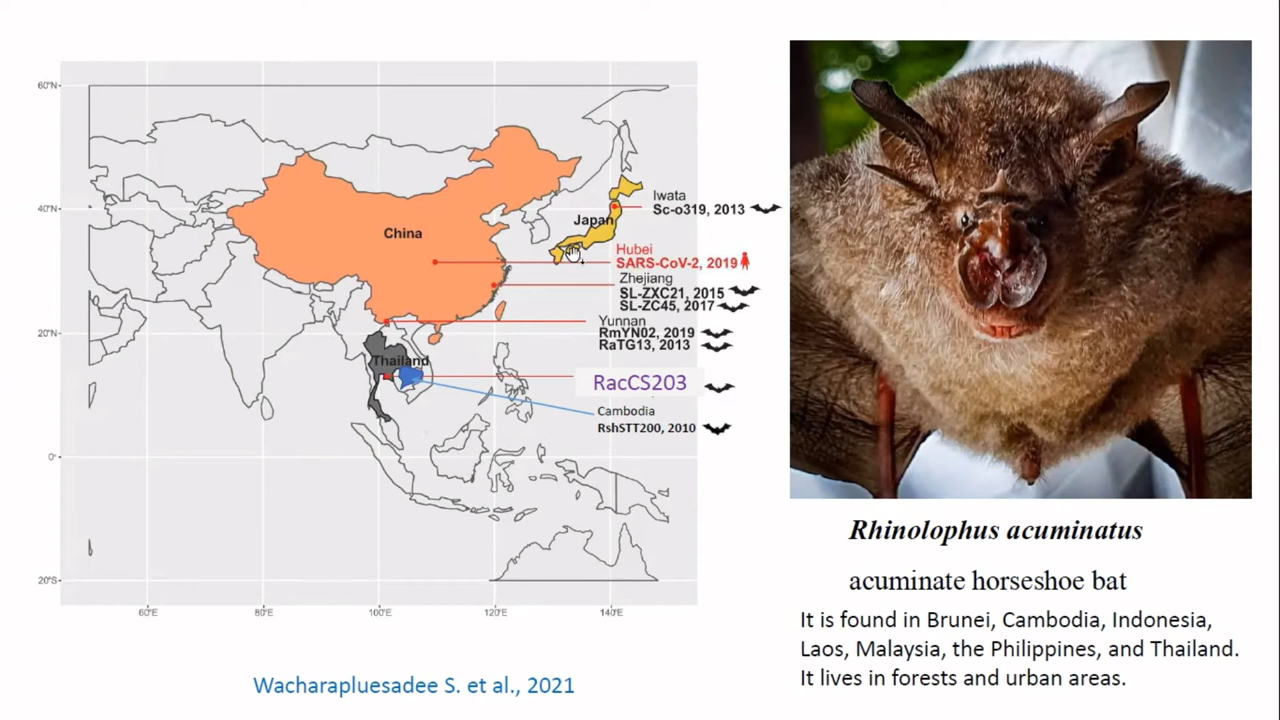 60°N
40°N
20°N
0°
20°S
60°E
80°E
100°E
120°E
140°E
China
Japan
Thailand
Iwata
Sc-o319, 2013
Hubei
SARS-CoV-2, 2019
Zhejiang
SL-ZXC21, 2015
SL-ZC45, 2017
Yunnan
RmYN02, 2019
RaTG13, 2013
RacCS203
Cambodia
RshSTT200, 2010
Wacharapluesadee S. et al., 2021
Rhinolophus acuminatus
acuminate horseshoe bat
It is found in Brunei, Cambodia, Indonesia,
Laos, Malaysia, the Philippines, and Thailand.
It lives in forests and urban areas.